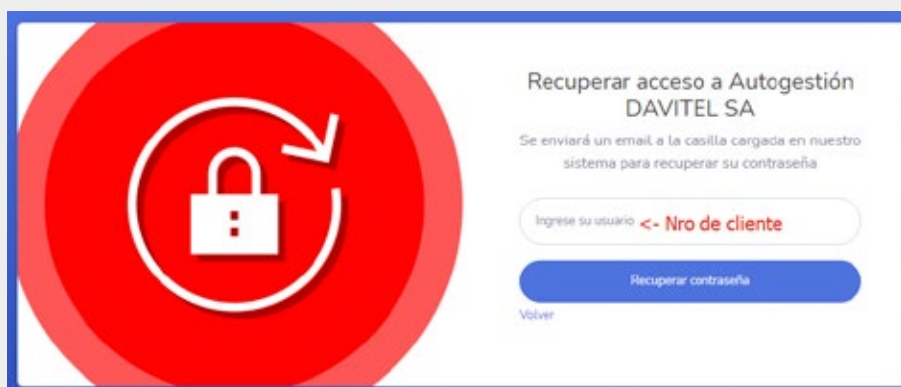 Recuperar acceso a Autogestión
DAVITEL SA
Se enviará un email a la casilla cargada en nuestro
sistema para recuperar su contraseña
Ingrese su usuario <- Nro de cliente
Recuperar contraseña
Volver